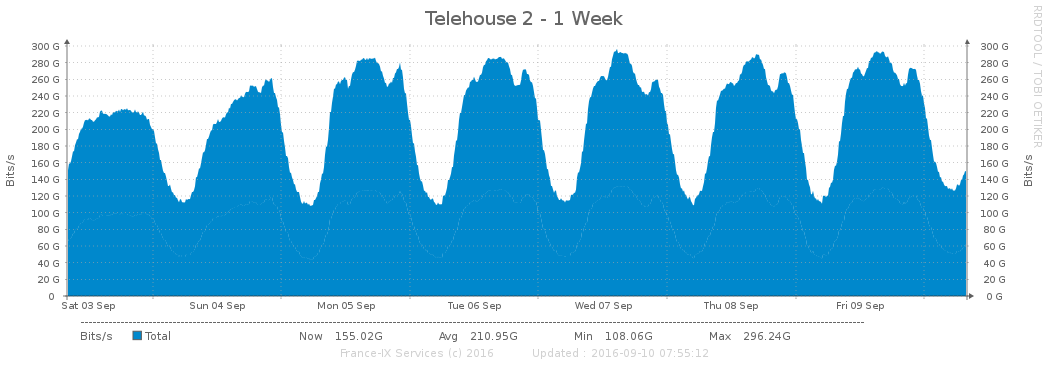 Telehouse 2 - 1 Week
RRDTOOL / TOBI OETIKER
Bits/s
300 G 300 G
280 G 280 G
260 G 260 G
240 G 240 G
220 G 220 G
200 G 200 G
180 G 180 G
160 G 160 G
140 G 140 G
120 G 120 G
100 G 100 G
80 G 80 G
60 G 60 G
40 G 40 G
20 G 20 G
0 0 G
Bits/s
Sat 03 Sep Sun 04 Sep Mon 05 Sep Tue 06 Sep Wed 07 Sep Thu 08 Sep Fri 09 Sep
Bits/s Total Now 155.02G Avg 210.95G Min 108.06G Max 296.24G
France-IX Services (c) 2016 Updated : 2016-09-10 07:55:12